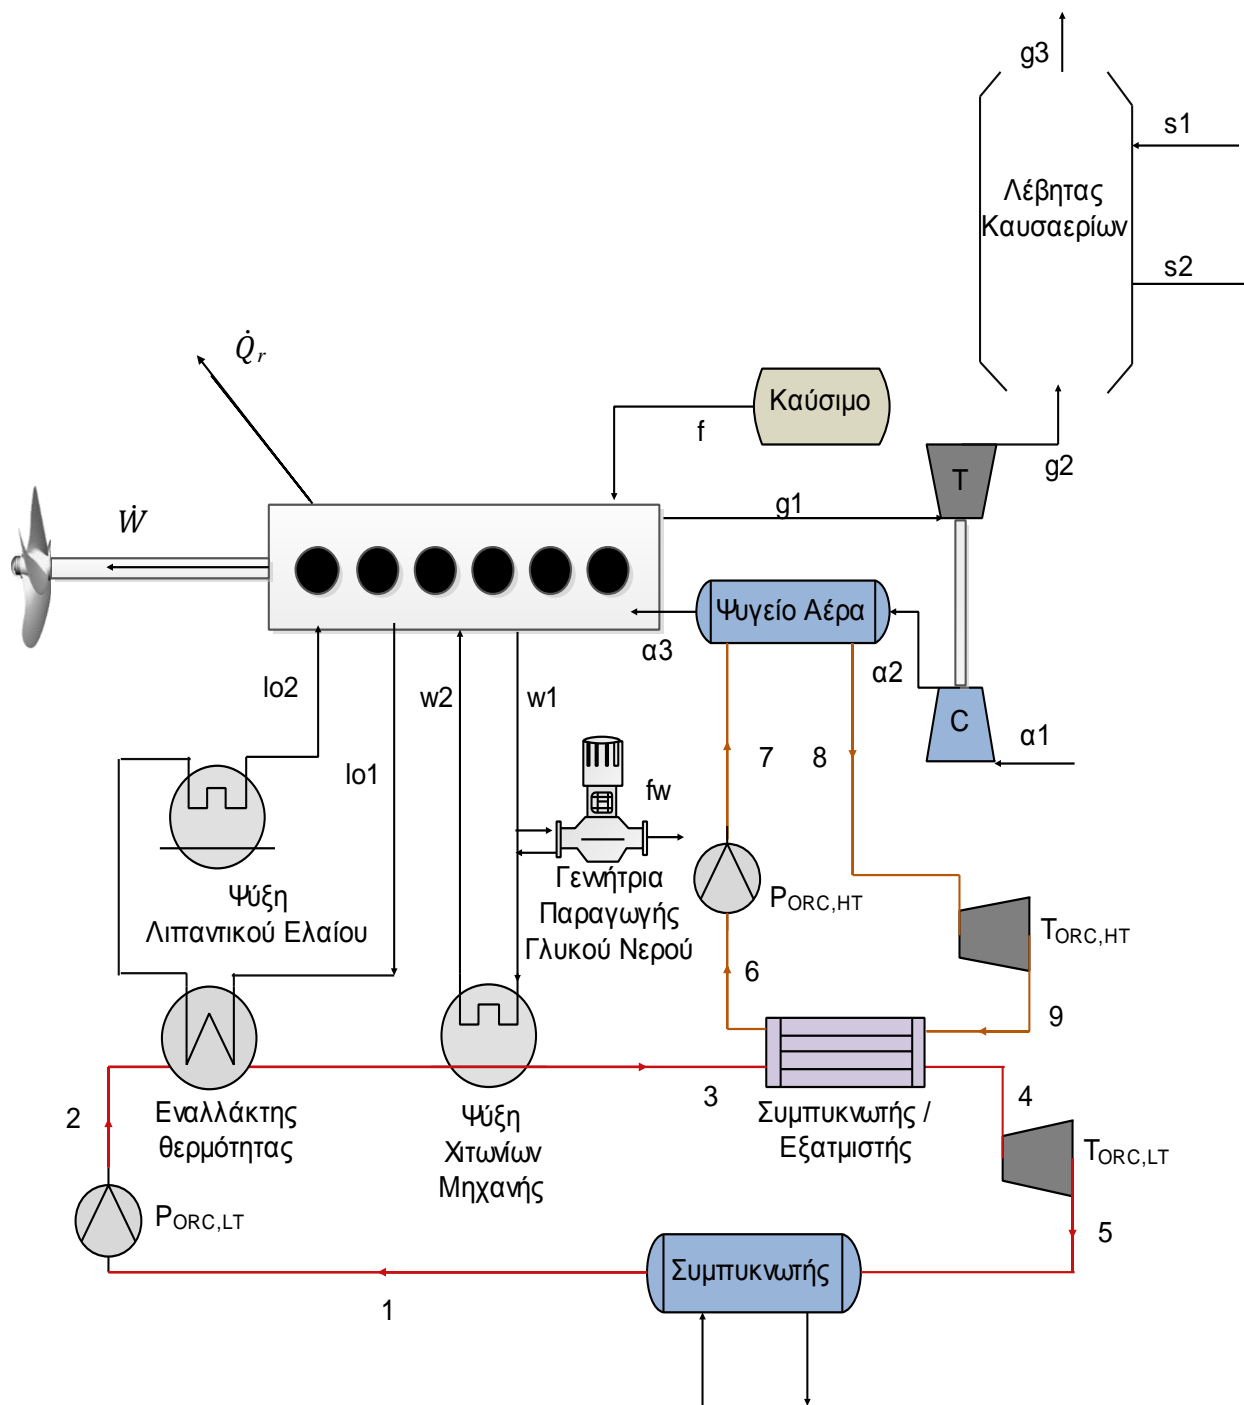 g3
s1
Λέβητας
Καυσαερίων
s2
Q̇r
Καύσιμο
f
T
g2
g1
Ẇ
Ψυγείο Αέρα
α3
α2
C
α1
lo2
w2
w1
lo1
7
8
fw
Ψύξη
Λιπαντικού Ελαίου
Γεννήτρια
Παραγωγής
Γλυκού Νερού
PORC,HT
TORC,HT
6
9
2
Εναλλάκτης
θερμότητας
Ψύξη
Χιτωνίων
Μηχανής
3
Συμπυκνωτής /
Εξατμιστής
4
TORC,LT
PORC,LT
5
Συμπυκνωτής
1